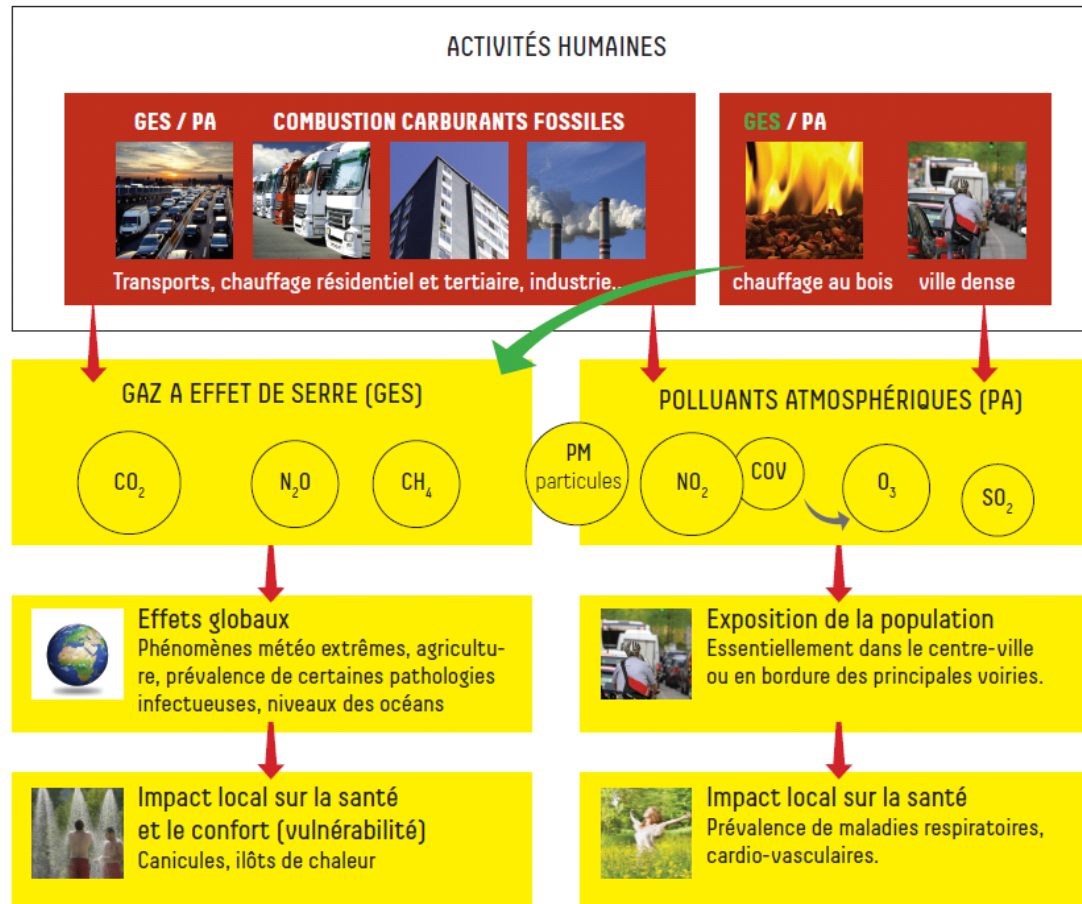 ACTIVITÉS HUMAINES
GES / PA
COMBUSTION CARBURANTS FOSSILES
Transports, chauffage résidentiel et tertiaire, industrie...
GES / PA
chauffage au bois
ville dense
GAZ A EFFET DE SERRE (GES)
CO₂
N₂O
CH₄
POLLUANTS ATMOSPHÉRIQUES (PA)
PM
particules
NO₂
COV
O₃
SO₂
Effets globaux
Phénomènes météo extrêmes, agricultu-
re, prévalence de certaines pathologies
infectueuses, niveaux des océans
Exposition de la population
Essentiellement dans le centre-ville
ou en bordure des principales voiries.
Impact local sur la santé
et le confort (vulnérabilité)
Canicules, ilôts de chaleur
Impact local sur la santé
Prévalence de maladies respiratoires,
cardio-vasculaires.